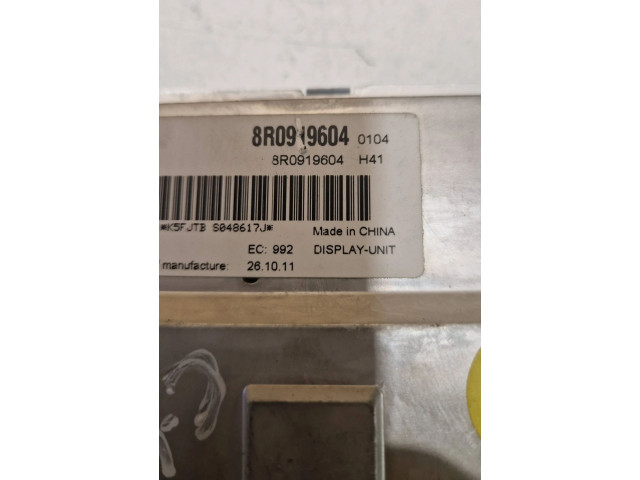 8R0919604 0104
8R0919604 H41
*K5FJTB S048617J*
Made in CHINA
EC: 992 DISPLAY-UNIT
manufacture: 26.10.11